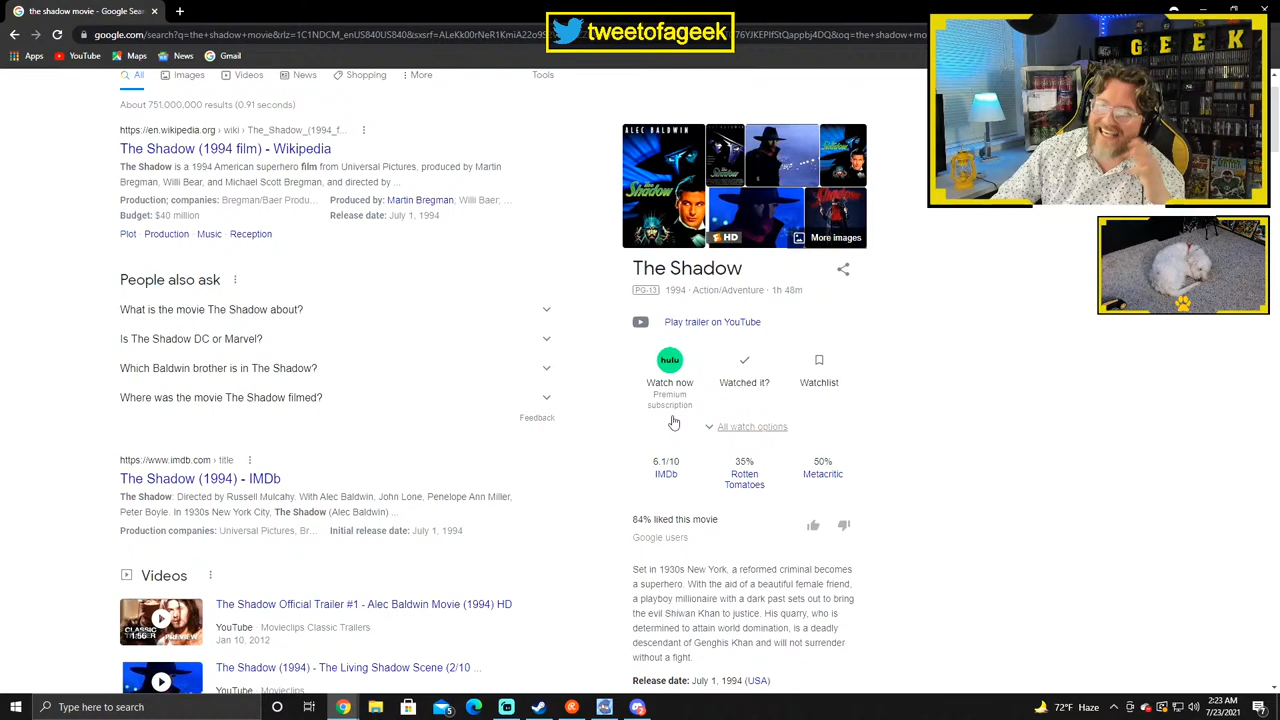 the shadow movie - Google Search
tweetofageek
Apps
YouTube
Maps
News
Gmail
GEEK
All
Images
Videos
News
Shopping
More
Tools
About 751,000,000 results (0.91 seconds)
https://en.wikipedia.org › wiki › The_Shadow_(1994_f...
The Shadow (1994 film) - Wikipedia
The Shadow is a 1994 American superhero film from Universal Pictures, produced by Martin
Bregman, Willi Bear, and Michael Scott Bregman, and directed by ...
Production; companies: Bregman/Baer Produ...
Produced by: Martin Bregman; Willi Baer; ...
Budget: $40 million
Release date: July 1, 1994
Plot
Production
Music
Reception
People also ask
What is the movie The Shadow about?
Is The Shadow DC or Marvel?
Which Baldwin brother is in The Shadow?
Where was the movie The Shadow filmed?
Feedback
https://www.imdb.com › title
The Shadow (1994) - IMDb
The Shadow: Directed by Russell Mulcahy. With Alec Baldwin, John Lone, Penelope Ann Miller,
Peter Boyle. In 1930s New York City, The Shadow (Alec Baldwin) ...
Production companies: Universal Pictures, Br...
Initial release date: July 1, 1994
Videos
CLASSIC
PREVIEW
1:56
The Shadow Official Trailer #1 - Alec Baldwin Movie (1994) HD
YouTube · Movieclips Classic Trailers
Jan 10, 2012
The Shadow (1994) - The Living Shadow Scene (2/10 ...
YouTube · Movieclips
ALEC BALDWIN
The Shadow
HD
More images
The Shadow
PG-13 1994 · Action/Adventure · 1h 48m
Play trailer on YouTube
hulu
Watch now
Premium
subscription
Watched it?
Watchlist
All watch options
6.1/10
IMDb
35%
Rotten
Tomatoes
50%
Metacritic
84% liked this movie
Google users
Set in 1930s New York, a reformed criminal becomes
a superhero. With the aid of a beautiful female friend,
a playboy millionaire with a dark past sets out to bring
the evil Shiwan Khan to justice. His quarry, who is
determined to attain world domination, is a deadly
descendant of Genghis Khan and will not surrender
without a fight.
Release date: July 1, 1994 (USA)
Type here to search
72°F Haze
2:23 AM
7/23/2021